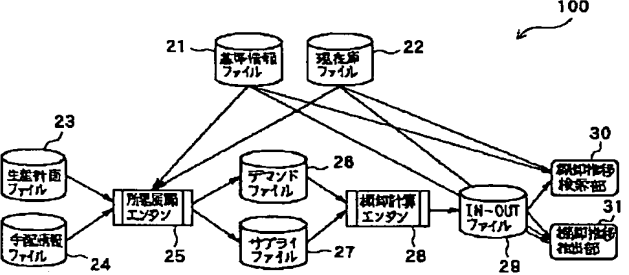 100
21
基準情報
ファイル
22
現在庫
ファイル
23
生産計画
ファイル
手配情報
ファイル
24
所要展開
エンタン
25
デマンド
ファイル
26
サプライ
ファイル
27
棚卸計算
エンタン
28
IN-OUT
ファイル
29
30
棚卸推移
検索部
31
棚卸推移
抽出部